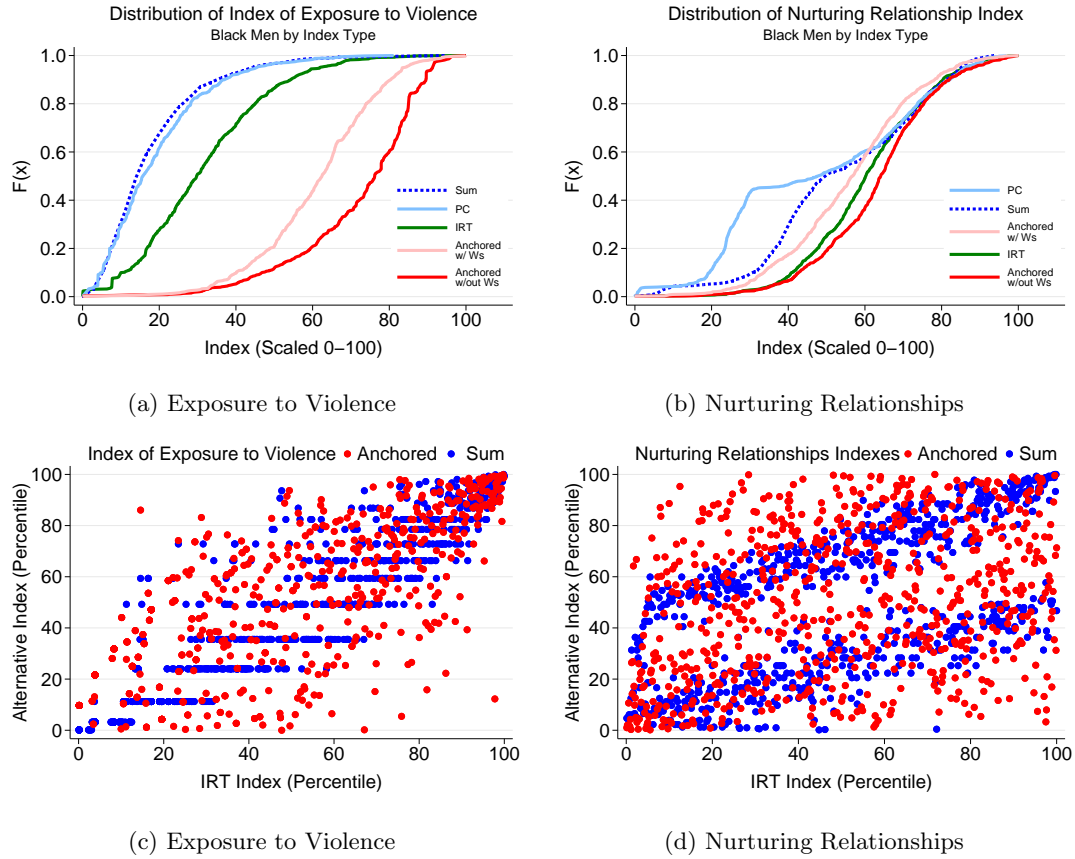 Distribution of Index of Exposure to Violence
Black Men by Index Type
F(x)
1.0
0.8
0.6
0.4
0.2
0.0
Sum
PC
IRT
Anchored
w/ Ws
Anchored
w/out Ws
0 20 40 60 80 100
Index (Scaled 0–100)
(a) Exposure to Violence
Distribution of Nurturing Relationship Index
Black Men by Index Type
F(x)
1.0
0.8
0.6
0.4
0.2
0.0
PC
Sum
Anchored
w/ Ws
IRT
Anchored
w/out Ws
0 20 40 60 80 100
Index (Scaled 0–100)
(b) Nurturing Relationships
Index of Exposure to Violence Anchored Sum
Alternative Index (Percentile)
100
80
60
40
20
0
0 20 40 60 80 100
IRT Index (Percentile)
(c) Exposure to Violence
Nurturing Relationships Indexes Anchored Sum
Alternative Index (Percentile)
100
80
60
40
20
0
0 20 40 60 80 100
IRT Index (Percentile)
(d) Nurturing Relationships